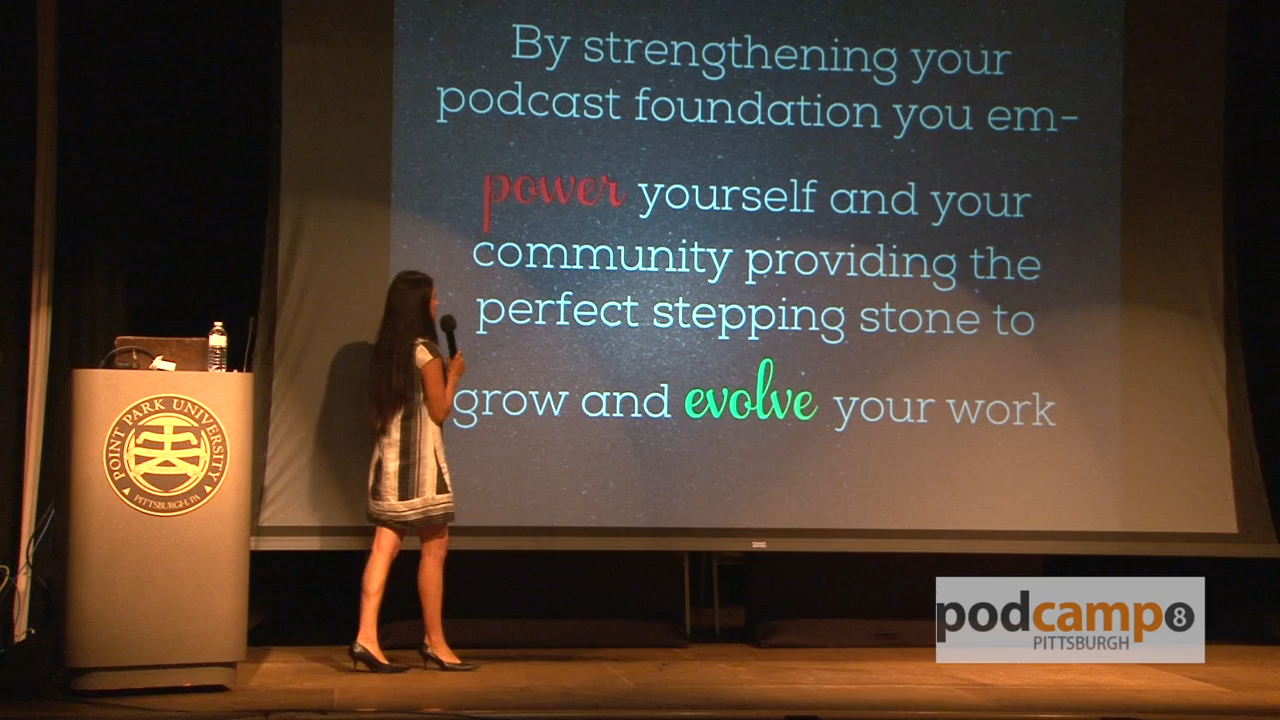 By strengthening your
podcast foundation you em-
power yourself and your
community providing the
perfect stepping stone to
grow and evolve your work
POINT PARK UNIVERSITY
PITTSBURGH, PA
podcamp8
PITTSBURGH